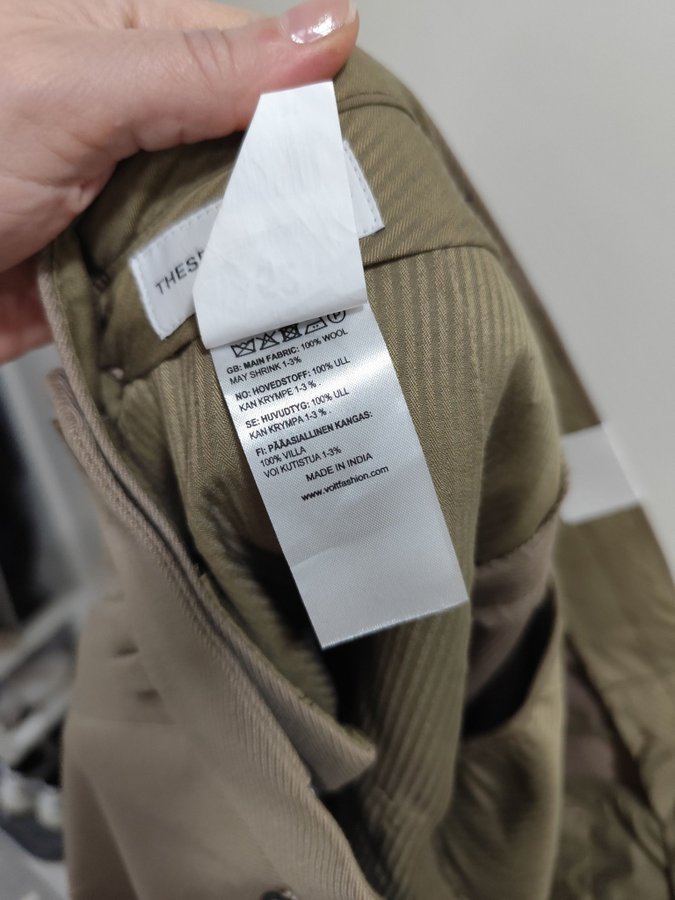 THES
GB: MAIN FABRIC: 100% WOOL
MAY SHRINK 1-3%
NO: HOVEDSTOFF: 100% ULL
KAN KRYMPE 1-3 % .
SE: HUVUDTYG: 100% ULL
KAN KRYMPA 1-3 % .
FI: PÄÄASIALLINEN KANGAS:
100% VILLA
VOI KUTISTUA 1-3%
MADE IN INDIA
www.voltfashion.com